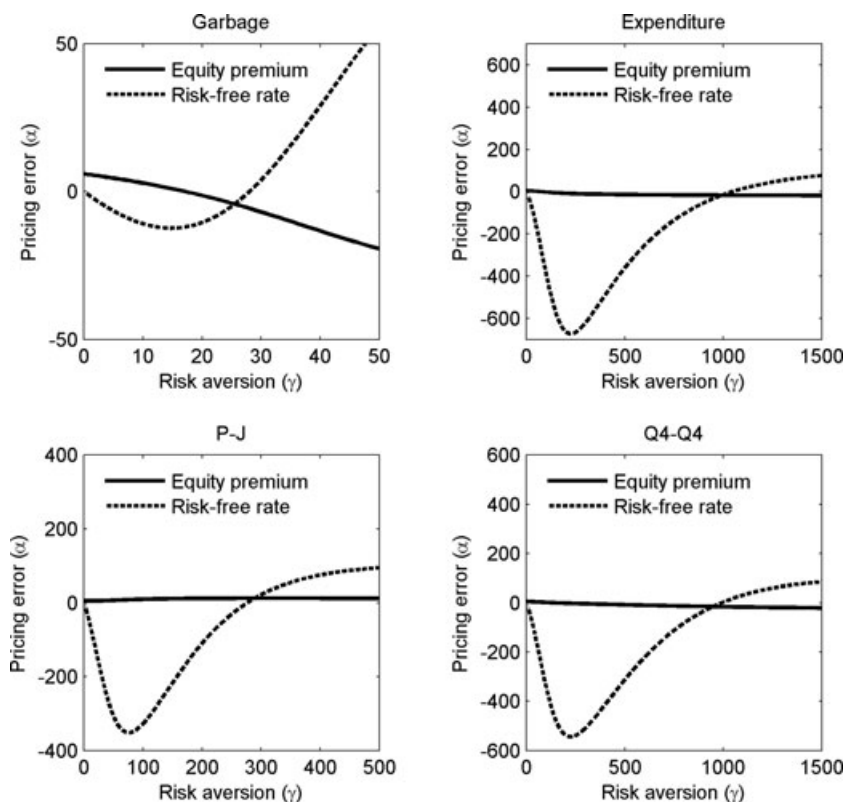 Garbage
50
0
-50
Pricing error (α)
Equity premium
Risk-free rate
0 10 20 30 40 50
Risk aversion (γ)
Expenditure
600
400
200
0
-200
-400
-600
Pricing error (α)
Equity premium
Risk-free rate
0 500 1000 1500
Risk aversion (γ)
P-J
400
200
0
-200
-400
Pricing error (α)
Equity premium
Risk-free rate
0 100 200 300 400 500
Risk aversion (γ)
Q4-Q4
600
400
200
0
-200
-400
-600
Pricing error (α)
Equity premium
Risk-free rate
0 500 1000 1500
Risk aversion (γ)